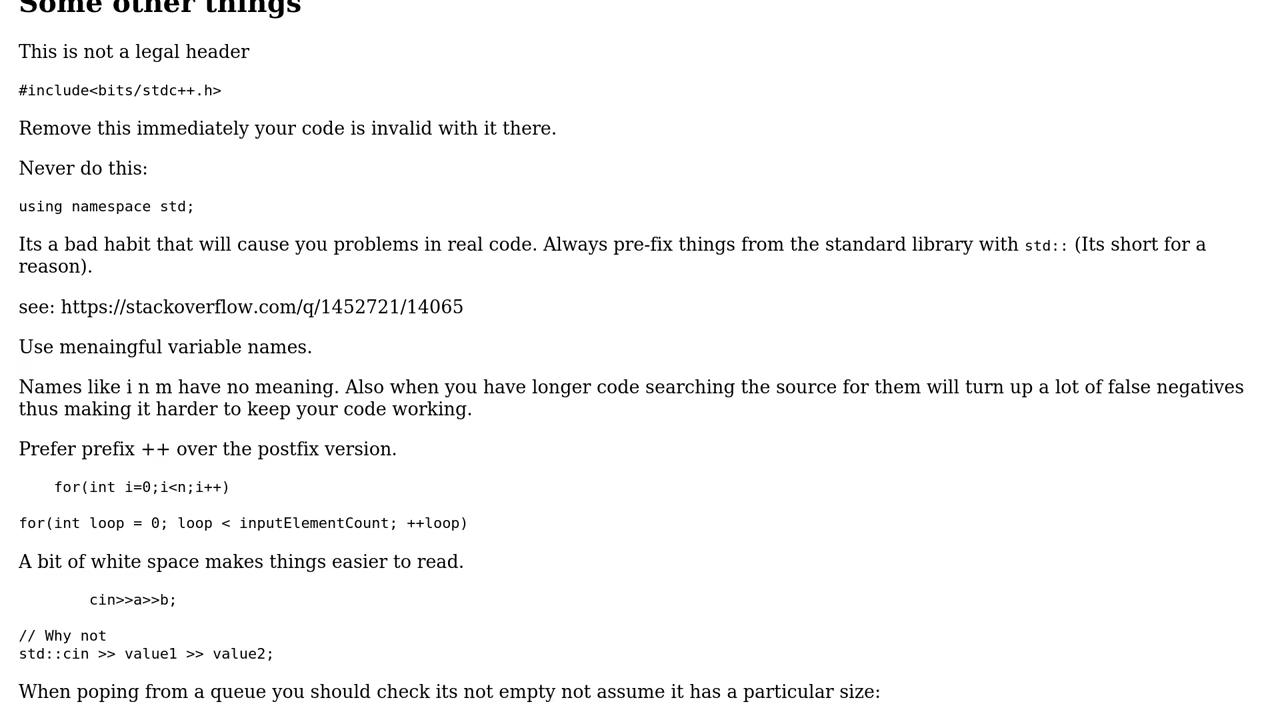 Some other things
This is not a legal header
#include<bits/stdc++.h>
Remove this immediately your code is invalid with it there.
Never do this:
using namespace std;
Its a bad habit that will cause you problems in real code. Always pre-fix things from the standard library with std:: (Its short for a
reason).
see: https://stackoverflow.com/q/1452721/14065
Use menaingful variable names.
Names like i n m have no meaning. Also when you have longer code searching the source for them will turn up a lot of false negatives
thus making it harder to keep your code working.
Prefer prefix ++ over the postfix version.
    for(int i=0;i<n;i++)
for(int loop = 0; loop < inputElementCount; ++loop)
A bit of white space makes things easier to read.
        cin>>a>>b;
// Why not
std::cin >> value1 >> value2;
When poping from a queue you should check its not empty not assume it has a particular size: